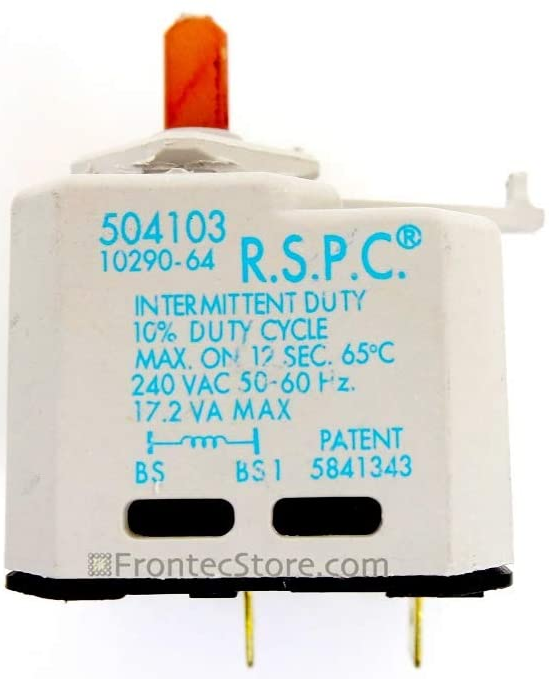 504103
10290-64 R.S.P.C.®
INTERMITTENT DUTY
10% DUTY CYCLE
MAX. ON 12 SEC. 65°C
240 VAC 50-60 Hz.
17.2 VA MAX
PATENT
BS BS1 5841343
FrontecStore.com